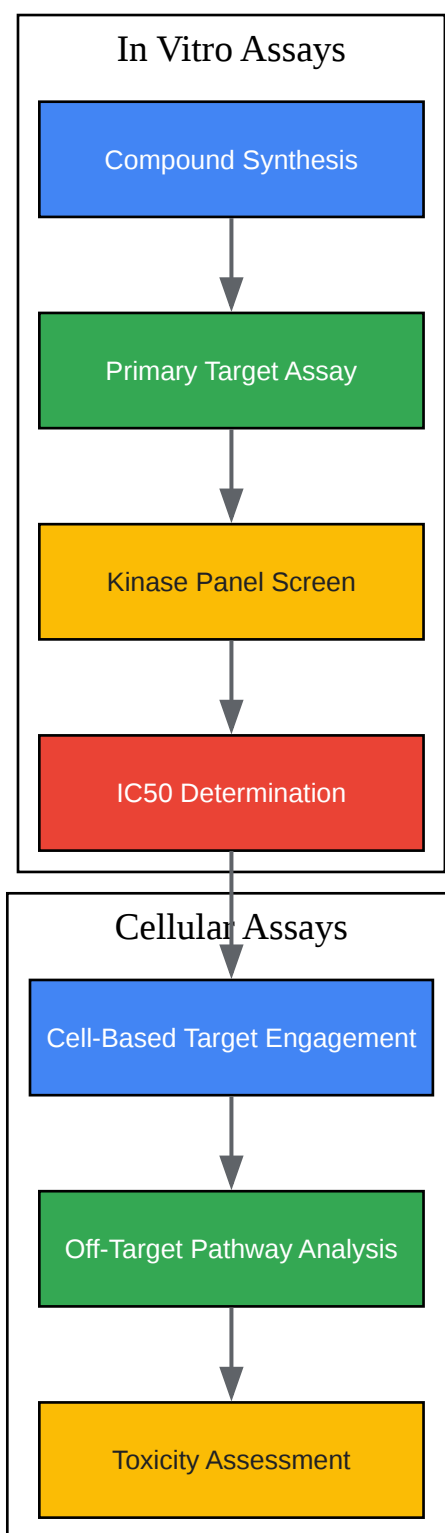 In Vitro Assays
Compound Synthesis
Primary Target Assay
Kinase Panel Screen
IC50 Determination
Cellular Assays
Cell-Based Target Engagement
Off-Target Pathway Analysis
Toxicity Assessment